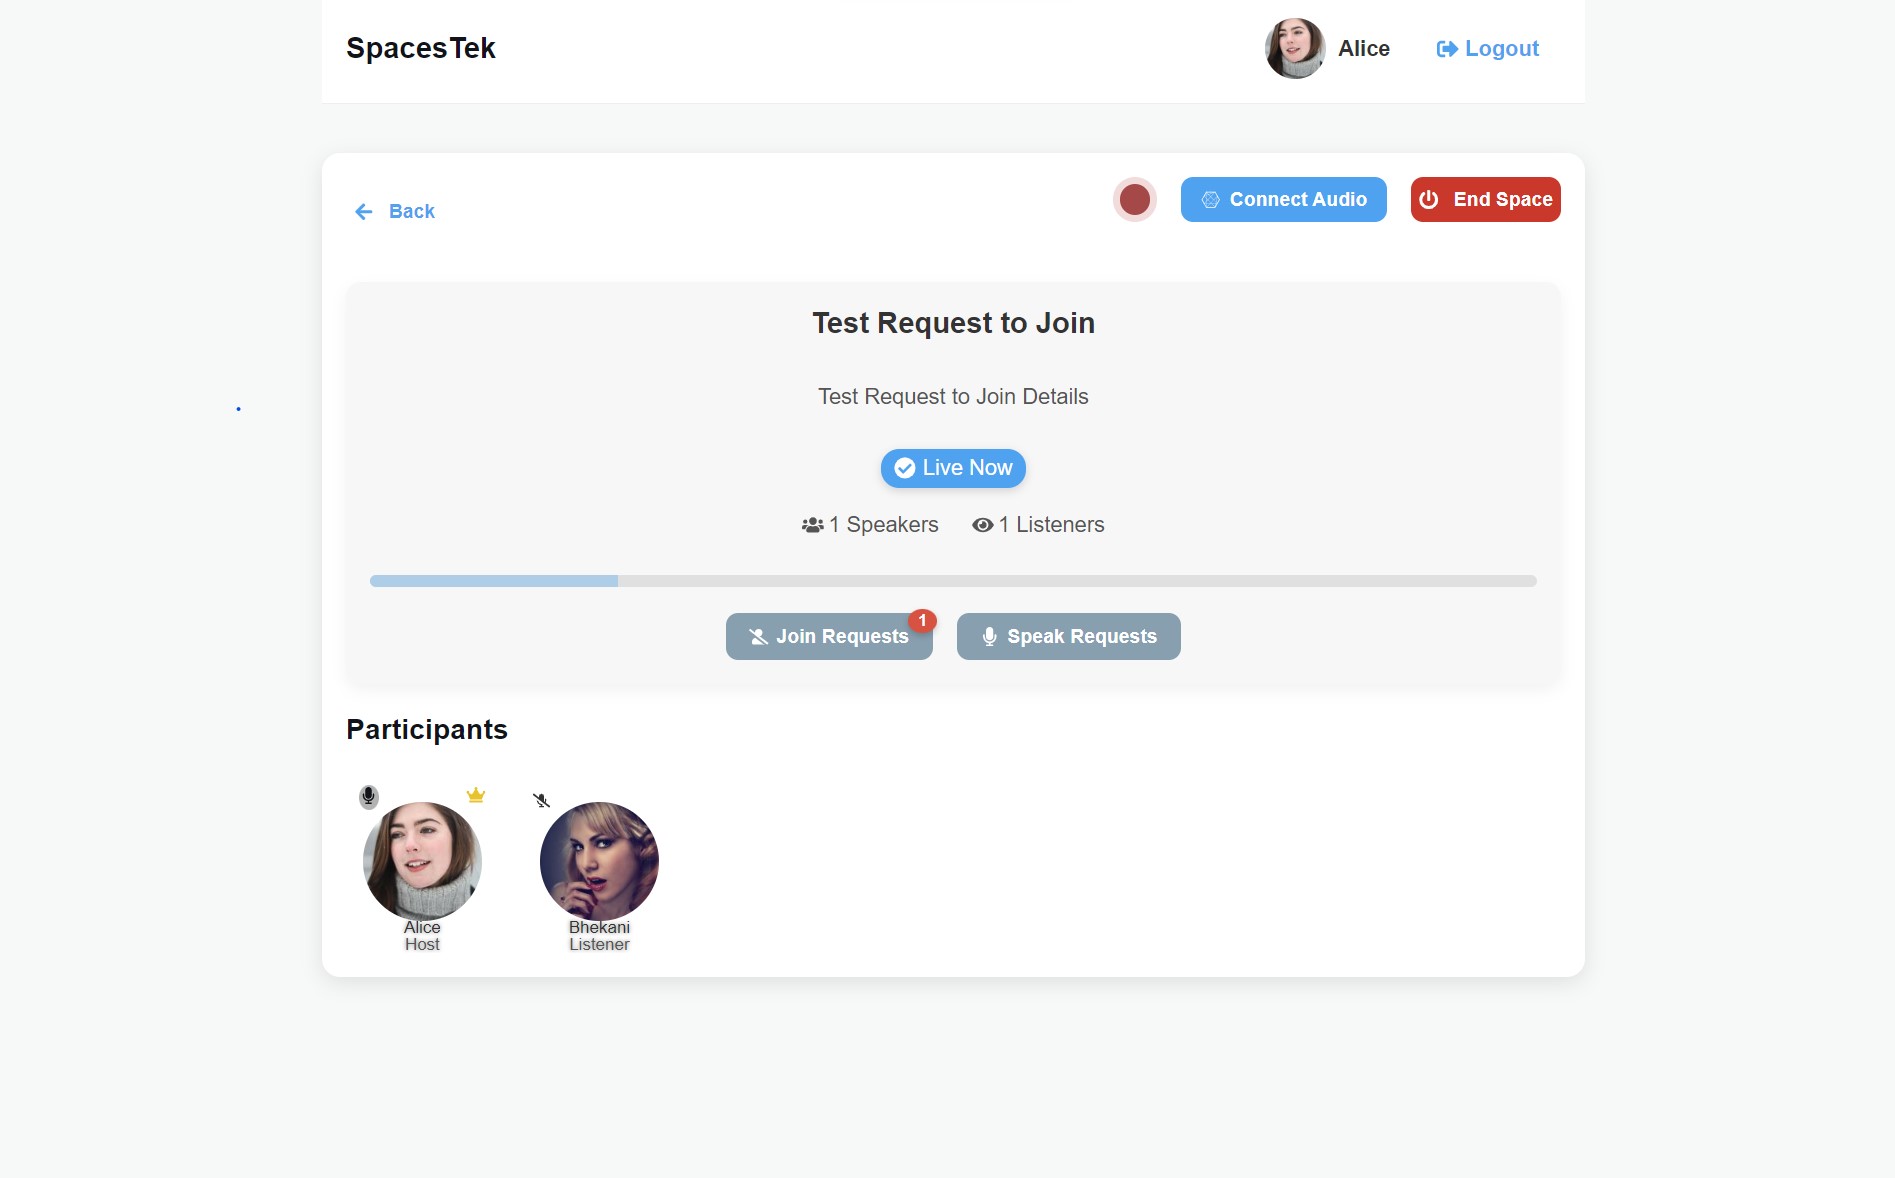 SpacesTek
Alice
Logout
Back
Connect Audio
End Space
Test Request to Join
Test Request to Join Details
Live Now
1 Speakers
1 Listeners
Join Requests
1
Speak Requests
Participants
Alice
Host
Bhekani
Listener